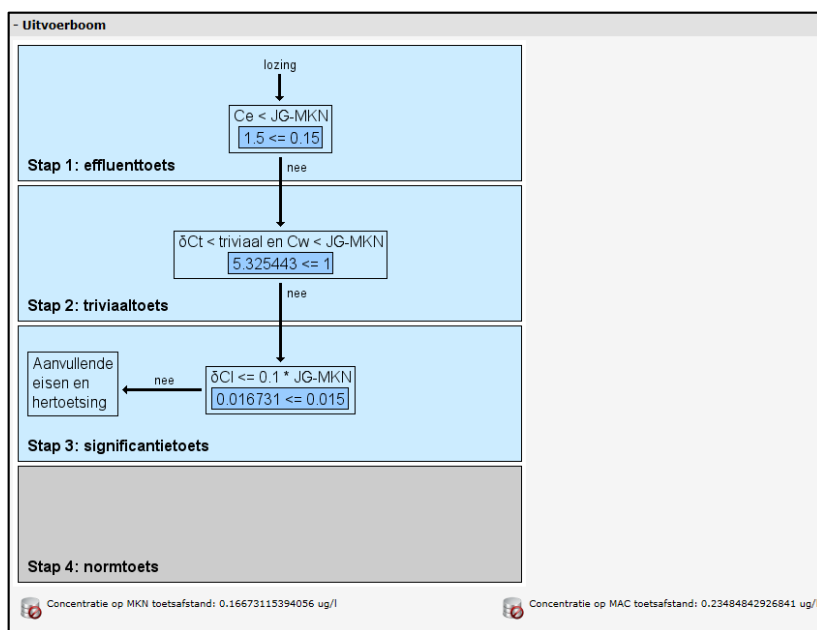 - Uitvoerboom
lozing
Ce < JG-MKN
1.5 <= 0.15
Stap 1: effluenttoets
nee
δCt < triviaal en Cw < JG-MKN
5.325443 <= 1
nee
Stap 2: triviaaltoets
Aanvullende
eisen en
hertoetsing
nee
δCl <= 0.1 * JG-MKN
0.016731 <= 0.015
Stap 3: significantietoets
Stap 4: normtoets
Concentratie op MKN toetsafstand: 0.16673115394056 ug/l
Concentratie op MAC toetsafstand: 0.23484842926841 ug/l